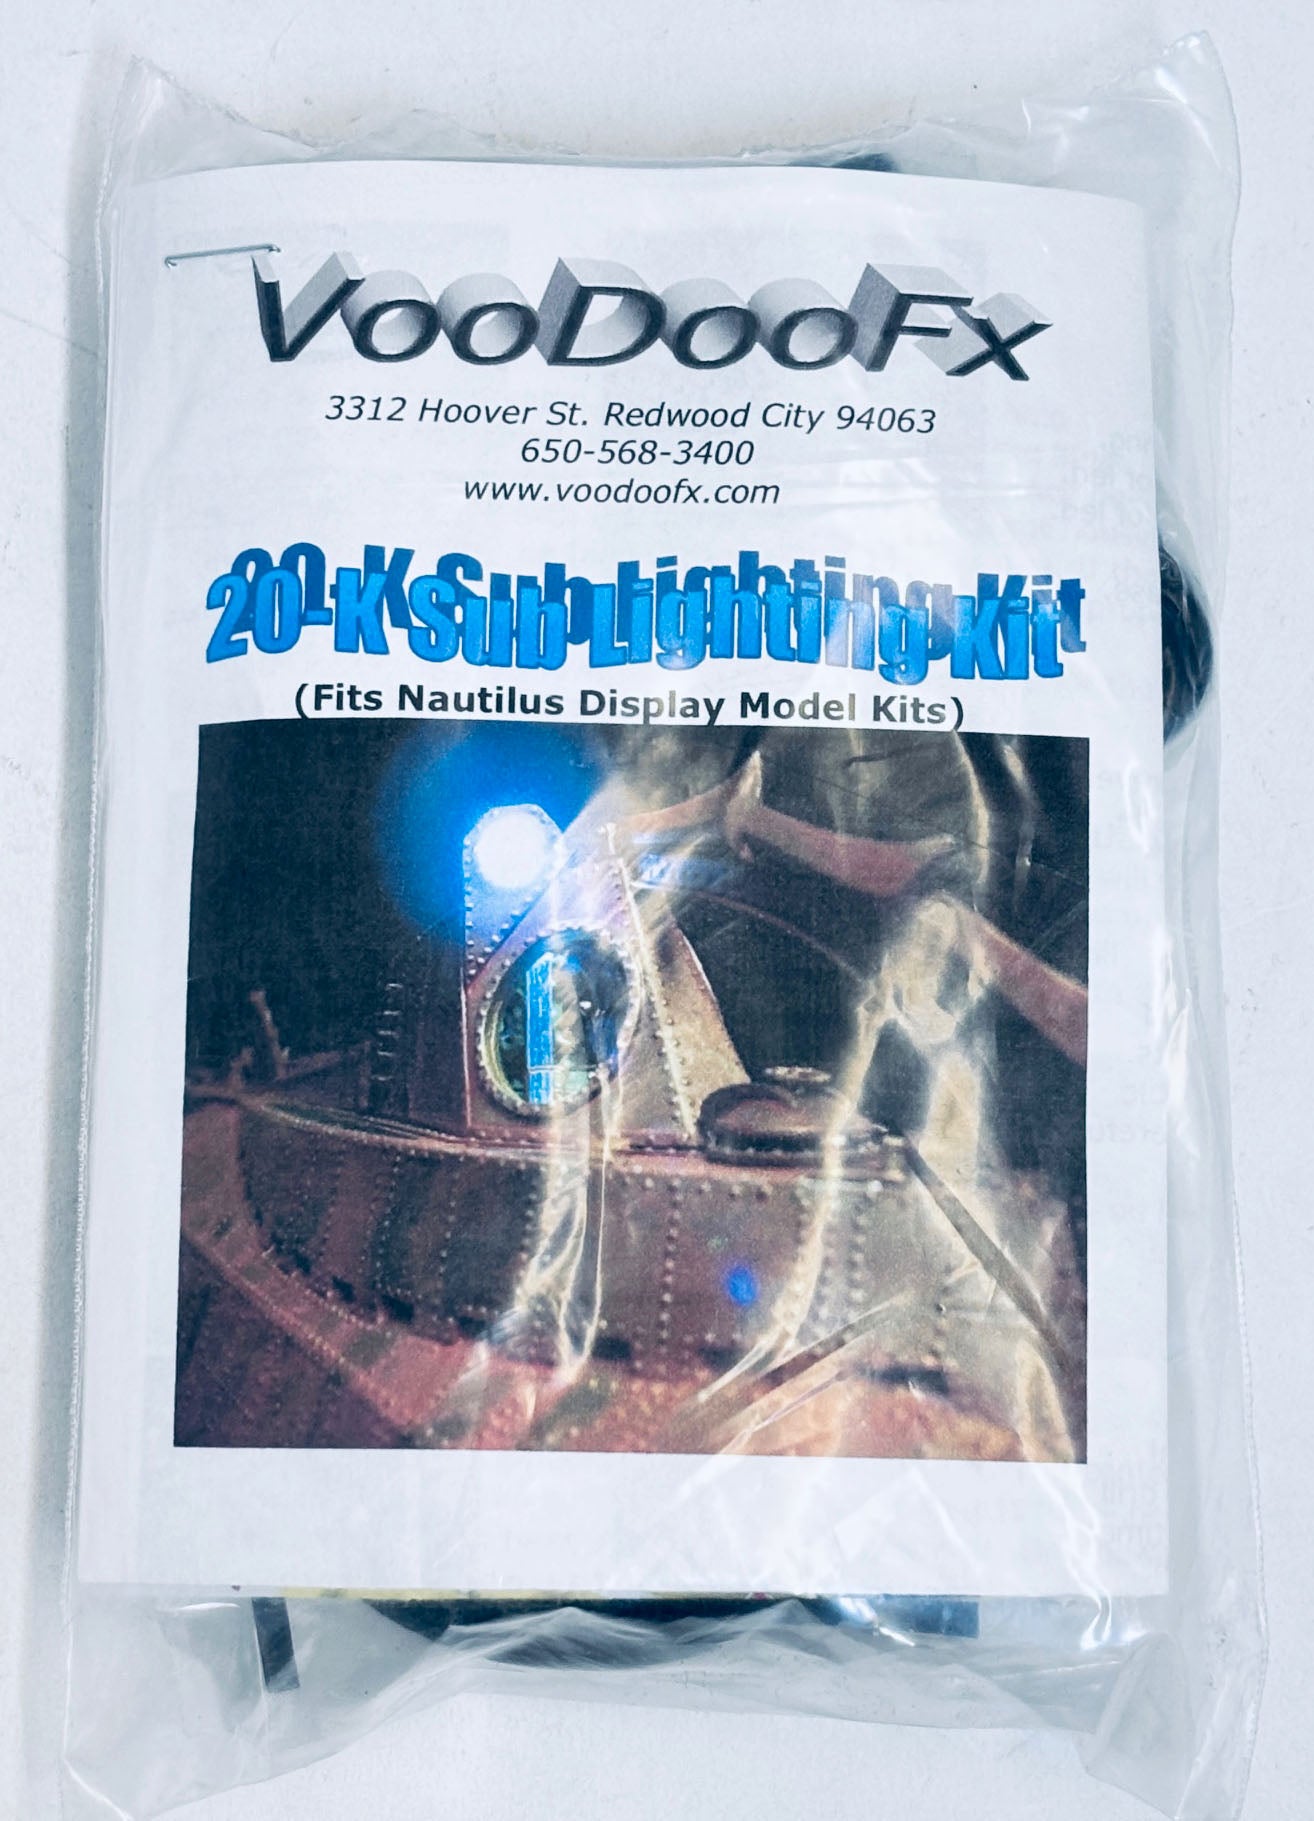 VooDooFx
3312 Hoover St. Redwood City 94063
650-568-3400
www.voodoofx.com
20-K Sub Lighting Kit
(Fits Nautilus Display Model Kits)